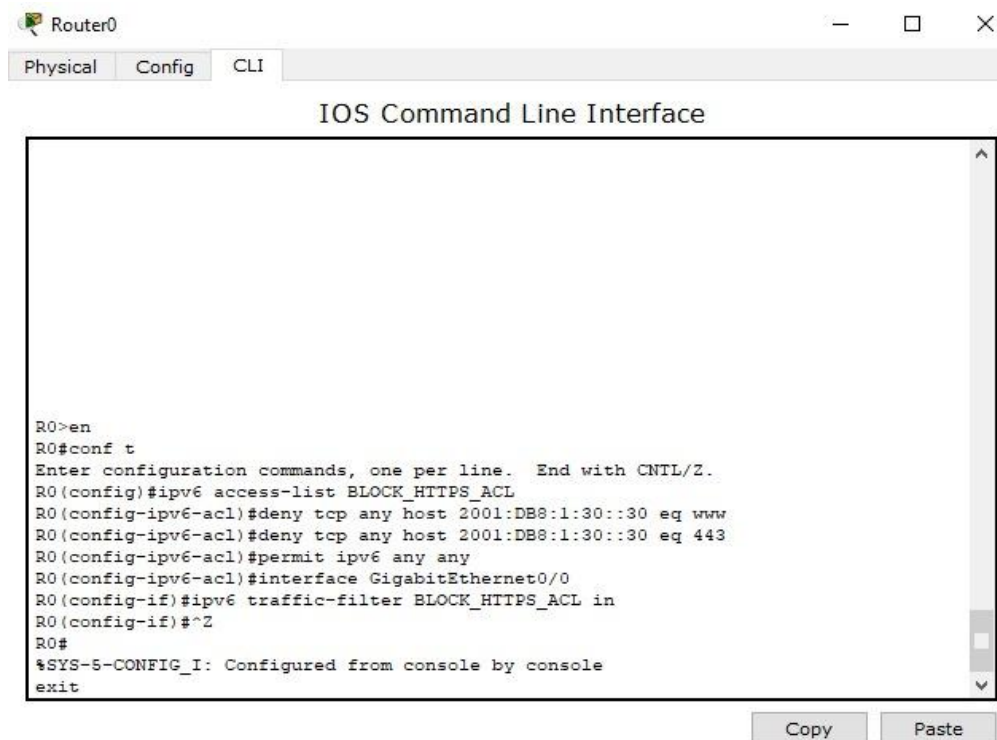 Router0
Physical Config CLI
IOS Command Line Interface
R0>en
R0#conf t
Enter configuration commands, one per line.  End with CNTL/Z.
R0(config)#ipv6 access-list BLOCK_HTTPS_ACL
R0(config-ipv6-acl)#deny tcp any host 2001:DB8:1:30::30 eq www
R0(config-ipv6-acl)#deny tcp any host 2001:DB8:1:30::30 eq 443
R0(config-ipv6-acl)#permit ipv6 any any
R0(config-ipv6-acl)#interface GigabitEthernet0/0
R0(config-if)#ipv6 traffic-filter BLOCK_HTTPS_ACL in
R0(config-if)#^Z
R0#
%SYS-5-CONFIG_I: Configured from console by console
exit
Copy Paste